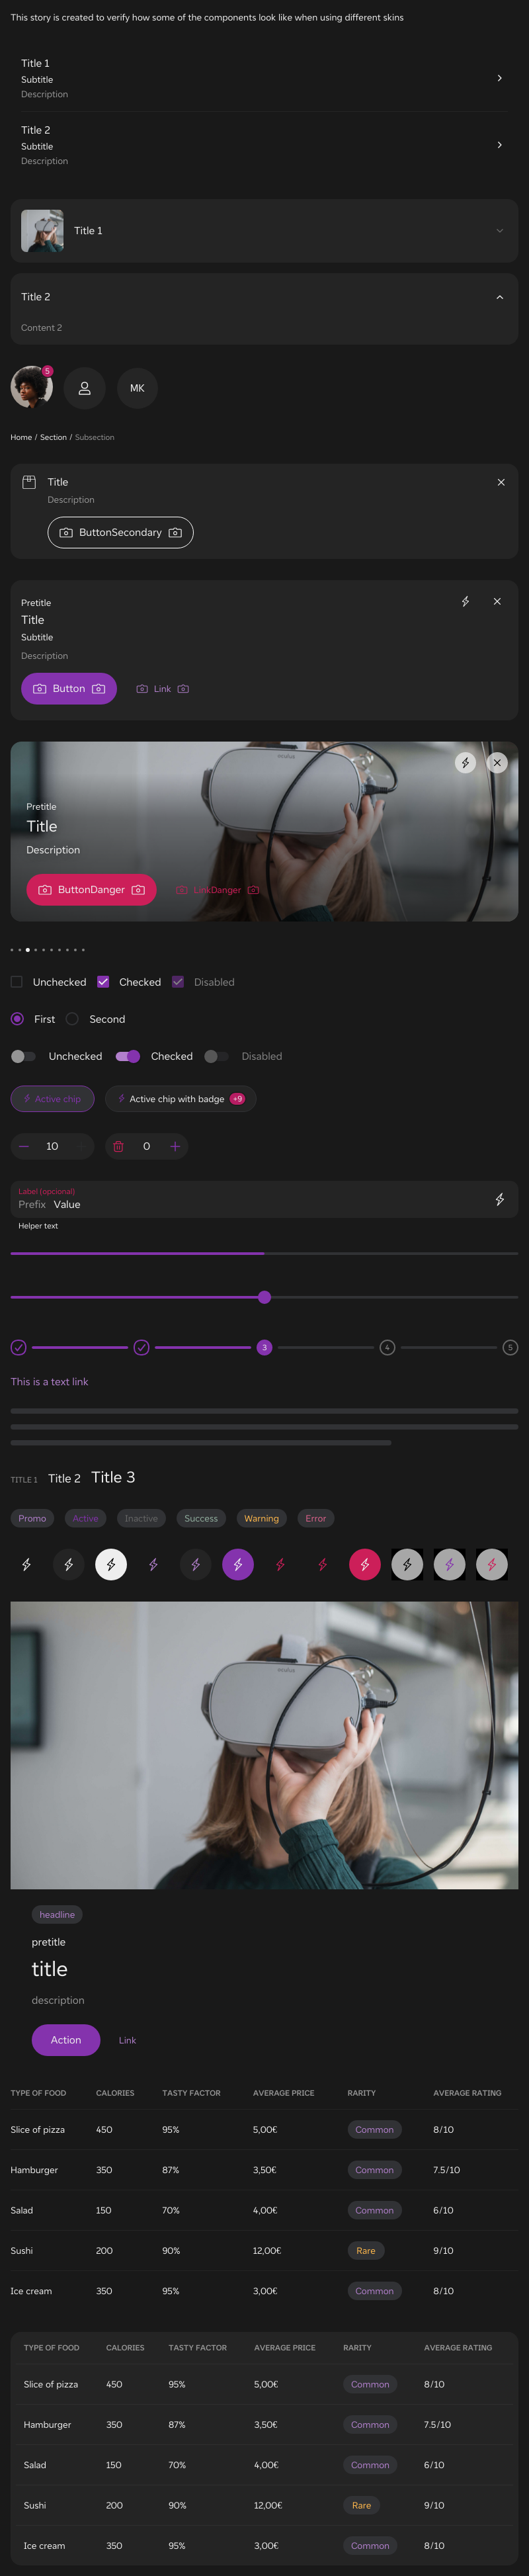 This story is created to verify how some of the components look like when using different skins
Title 1
Subtitle
Description
Title 2
Subtitle
Description
Title 1
Title 2
Content 2
5
MK
Home / Section / Subsection
Title
Description
ButtonSecondary
Pretitle
Title
Subtitle
Description
Button Link
oculus
Pretitle
Title
Description
ButtonDanger LinkDanger
Unchecked Checked Disabled
First Second
Unchecked Checked Disabled
Active chip Active chip with badge +9
10 0
Label (optional)
Prefix Value
Helper text
3 4 5
This is a text link
TITLE 1 Title 2 Title 3
Promo Active Inactive Success Warning Error
oculus
headline
pretitle
title
description
Action Link
TYPE OF FOOD CALORIES TASTY FACTOR AVERAGE PRICE RARITY AVERAGE RATING
Slice of pizza 450 95% 5,00€ Common 8/10
Hamburger 350 87% 3,50€ Common 7.5/10
Salad 150 70% 4,00€ Common 6/10
Sushi 200 90% 12,00€ Rare 9/10
Ice cream 350 95% 3,00€ Common 8/10
TYPE OF FOOD CALORIES TASTY FACTOR AVERAGE PRICE RARITY AVERAGE RATING
Slice of pizza 450 95% 5,00€ Common 8/10
Hamburger 350 87% 3,50€ Common 7.5/10
Salad 150 70% 4,00€ Common 6/10
Sushi 200 90% 12,00€ Rare 9/10
Ice cream 350 95% 3,00€ Common 8/10